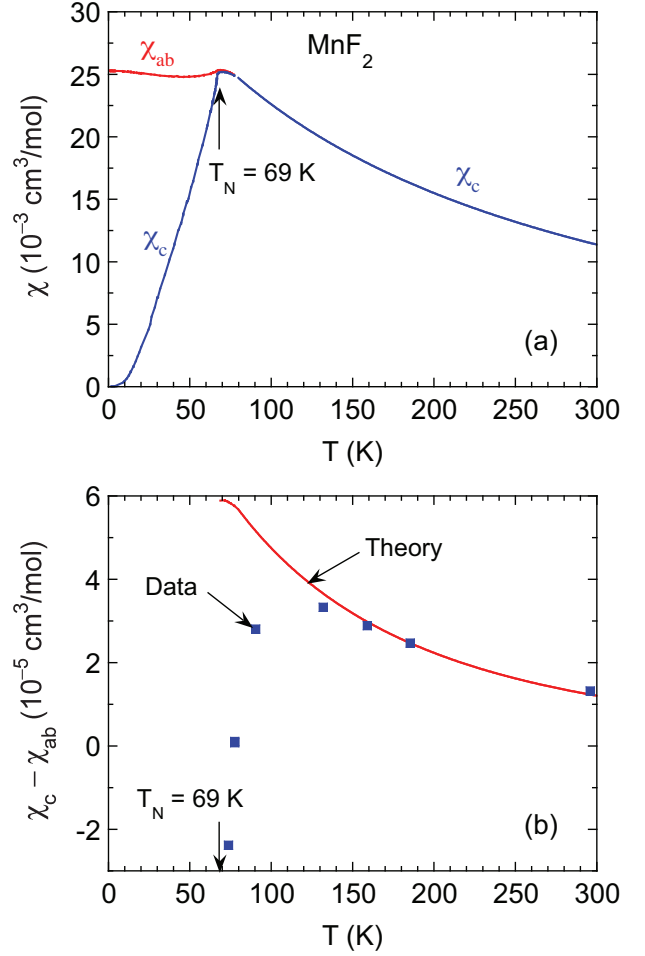 MnF₂
χab
χc
χc
T_N = 69 K
(a)
30
25
20
15
10
5
0
χ (10⁻³ cm³/mol)
0 50 100 150 200 250 300
T (K)
6
4
2
0
-2
χc – χab (10⁻⁵ cm³/mol)
Theory
Data
T_N = 69 K
(b)
0 50 100 150 200 250 300
T (K)